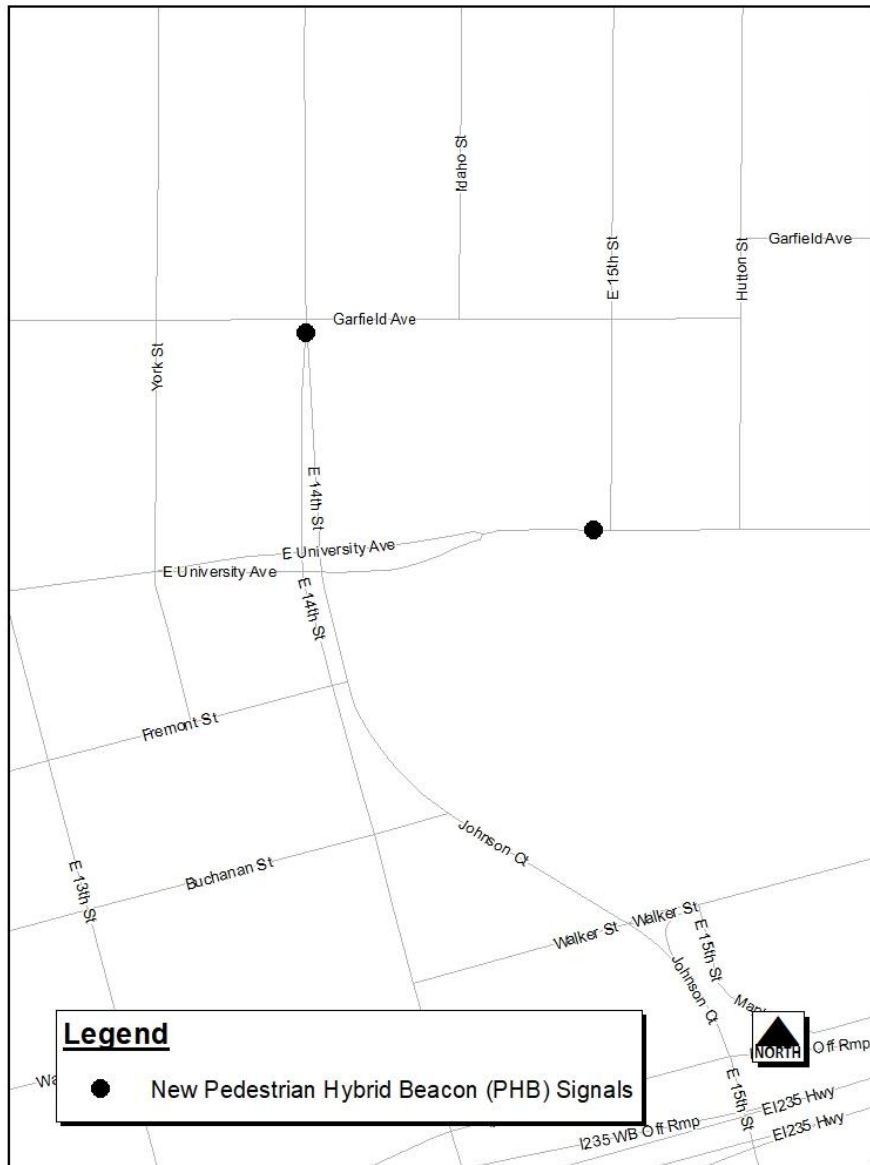 Idaho St
E 15th St
Hutton St
Garfield Ave
Garfield Ave
York St
E 14th St
E University Ave
E University Ave
E 14th St
Fremont St
Johnson Ct
Buchanan St
E 13th St
Walker St
Walker St
E 15th St
Johnson Ct
NORTH
Off Rmp
Legend
New Pedestrian Hybrid Beacon (PHB) Signals
E 15th St
EI235 Hwy
I235 WB Off Rmp
EI235 Hwy